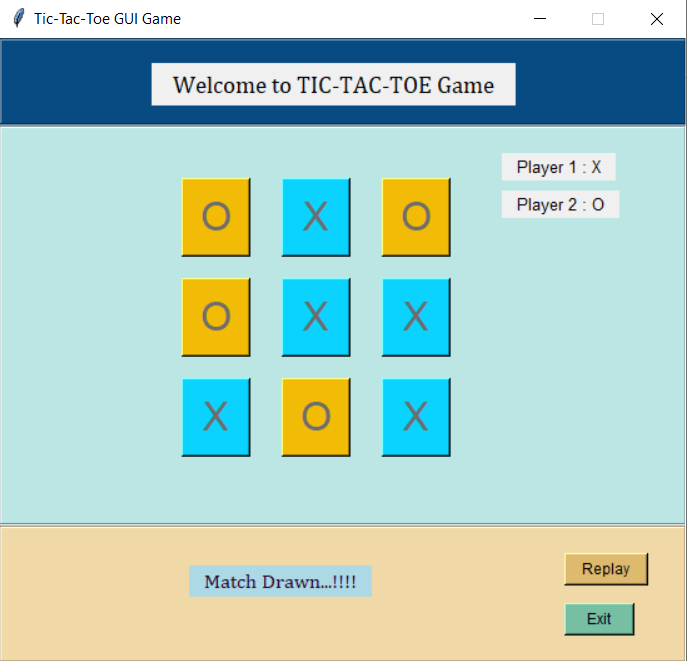 Tic-Tac-Toe GUI Game
Welcome to TIC-TAC-TOE Game
Player 1 : X
Player 2 : O
O X O
O X X
X O X
Match Drawn...!!!!
Replay
Exit